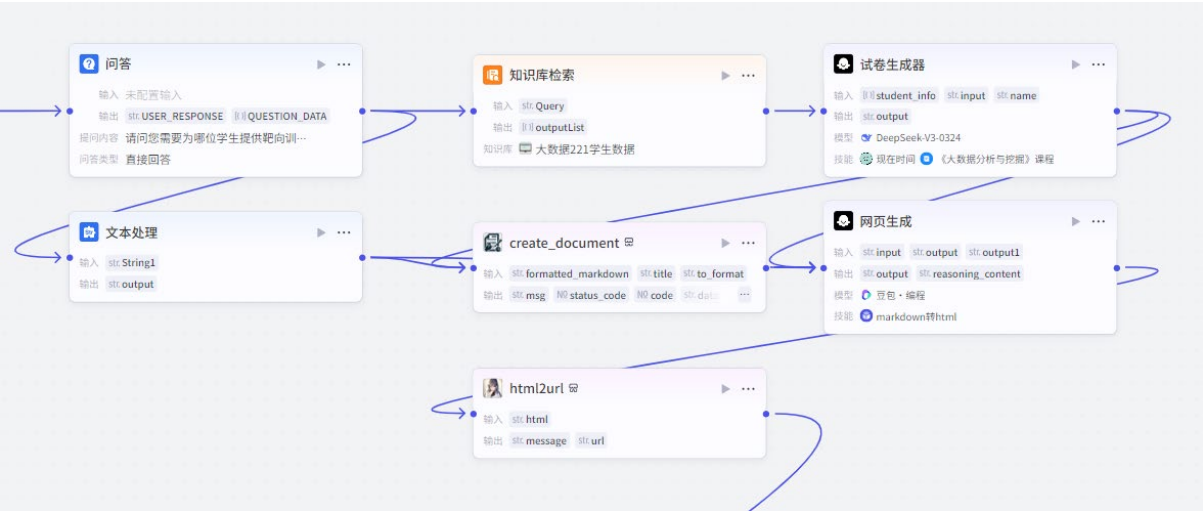 问答
输入 未配置输入
输出 str. USER_RESPONSE [{}] QUESTION_DATA
提问内容 请问您需要为哪位学生提供靶向训…
问答类型 直接回答
知识库检索
输入 str. Query
输出 [{}] outputList
知识库 大数据221学生数据
试卷生成器
输入 [{}] student_info str. input str. name
输出 str. output
模型 DeepSeek-V3-0324
技能 现在时间 《大数据分析与挖掘》课程
文本处理
输入 str. String1
输出 str. output
create_document
输入 str. formatted_markdown str. title str. to_format
输出 str. msg NO status_code NO code str. data ...
网页生成
输入 str. input str. output str. output1
输出 str. output str. reasoning_content
模型 豆包・编程
技能 markdown转html
html2url
输入 str. html
输出 str. message str. url